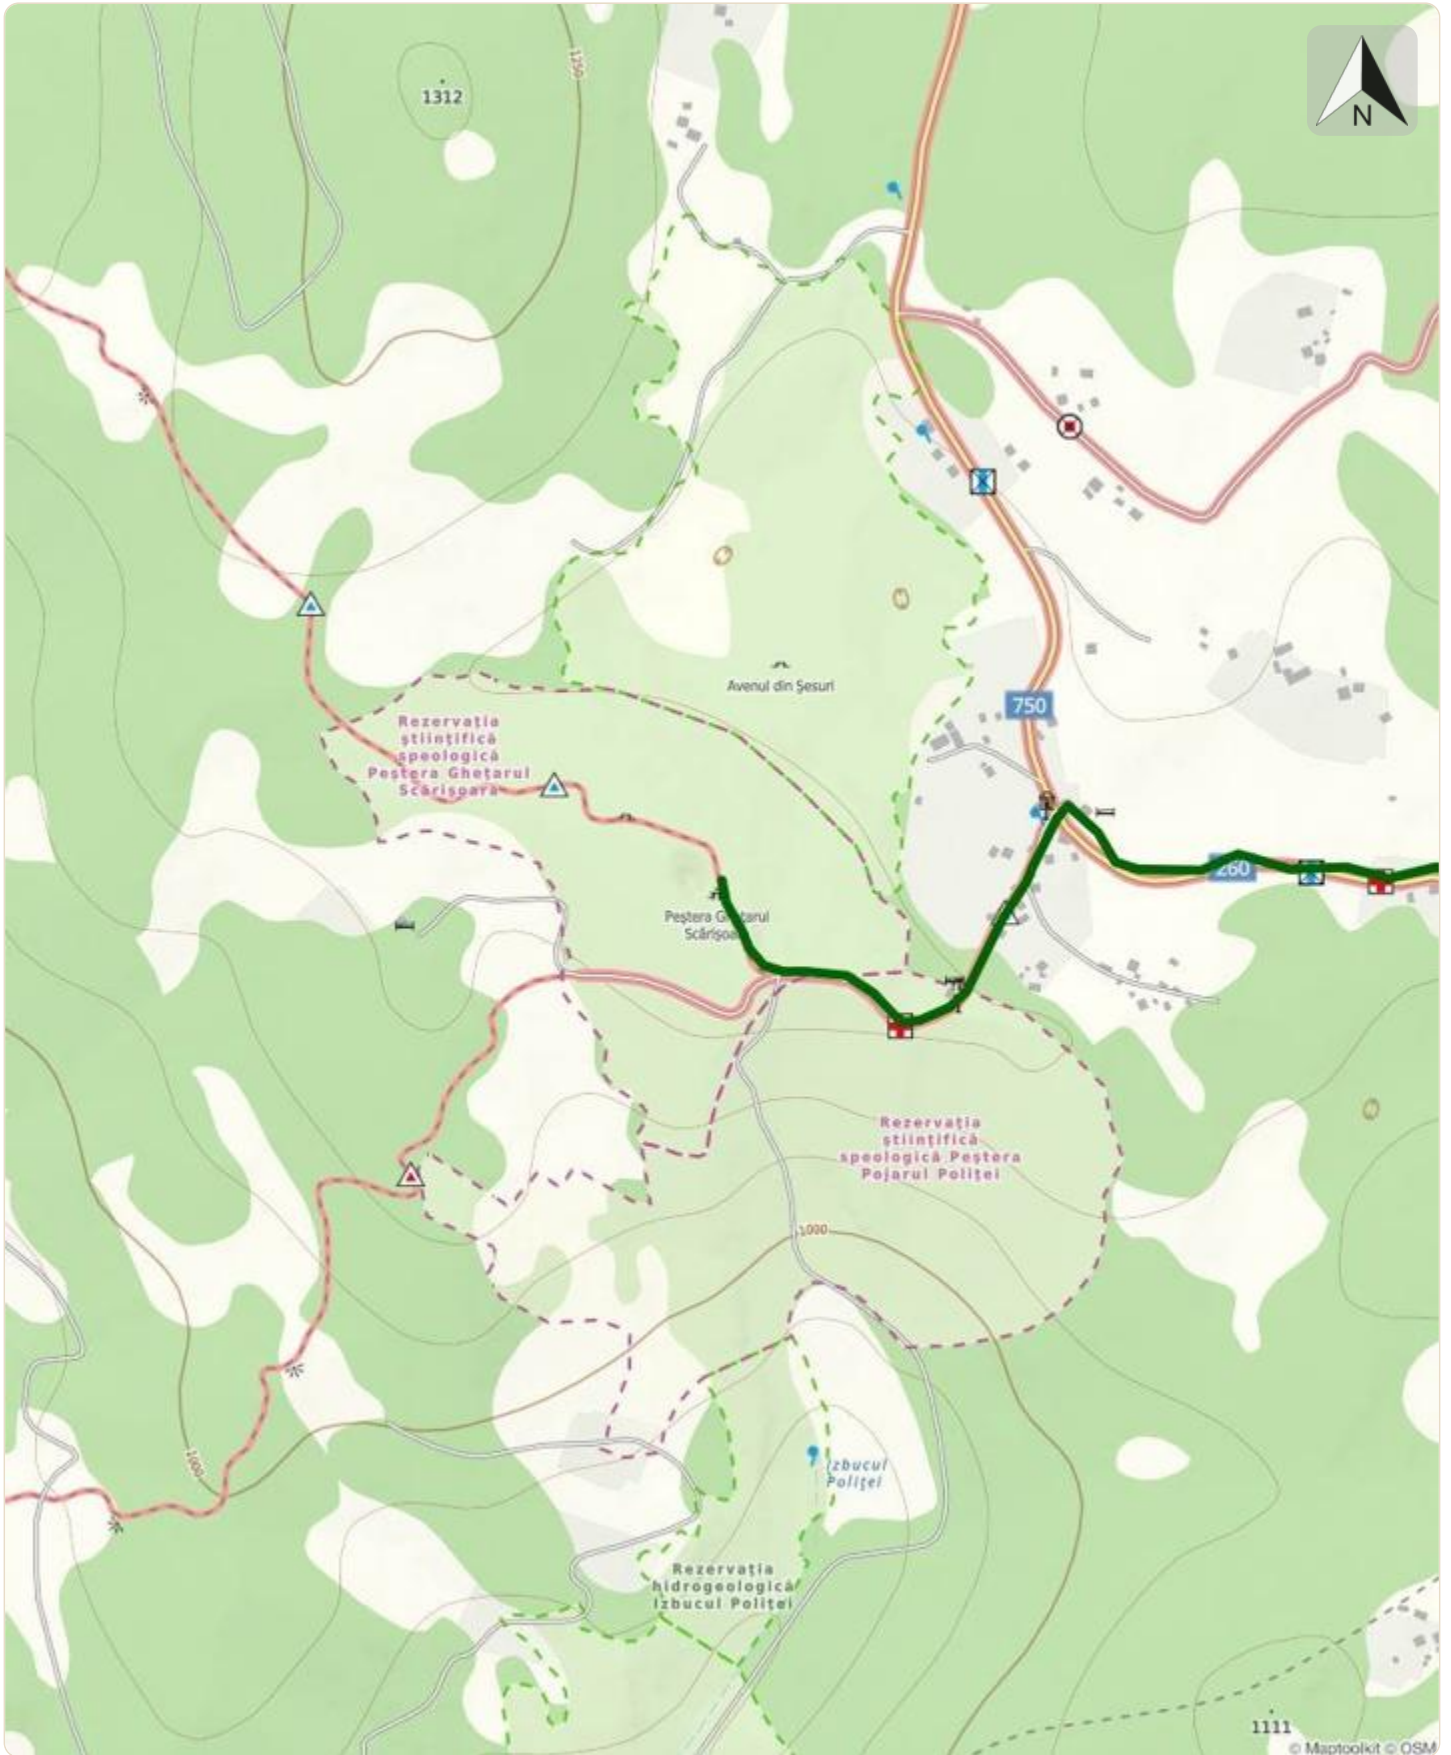 1250
1312
N
Avenul din Șesuri
750
Rezervația
științifică
speologică
Peștera Ghețarul
Scărișoara
260
Peștera Ghețarul
Rezervația
științifică
speologică Peștera
Pojarul Poliței
1000
1000
Izbucul
Poliței
Rezervația
hidrogeologică
Izbucul Poliței
1111
© Maptoolkit © OSM